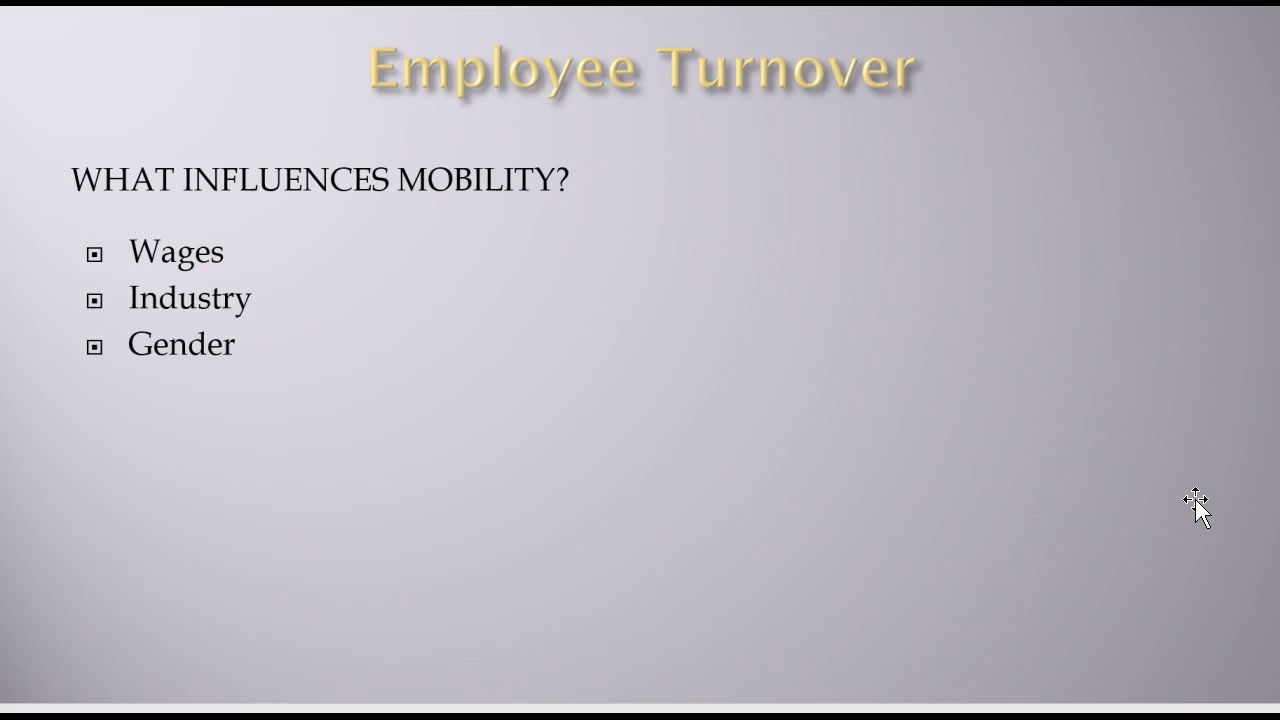 Employee Turnover
WHAT INFLUENCES MOBILITY?
Wages
Industry
Gender